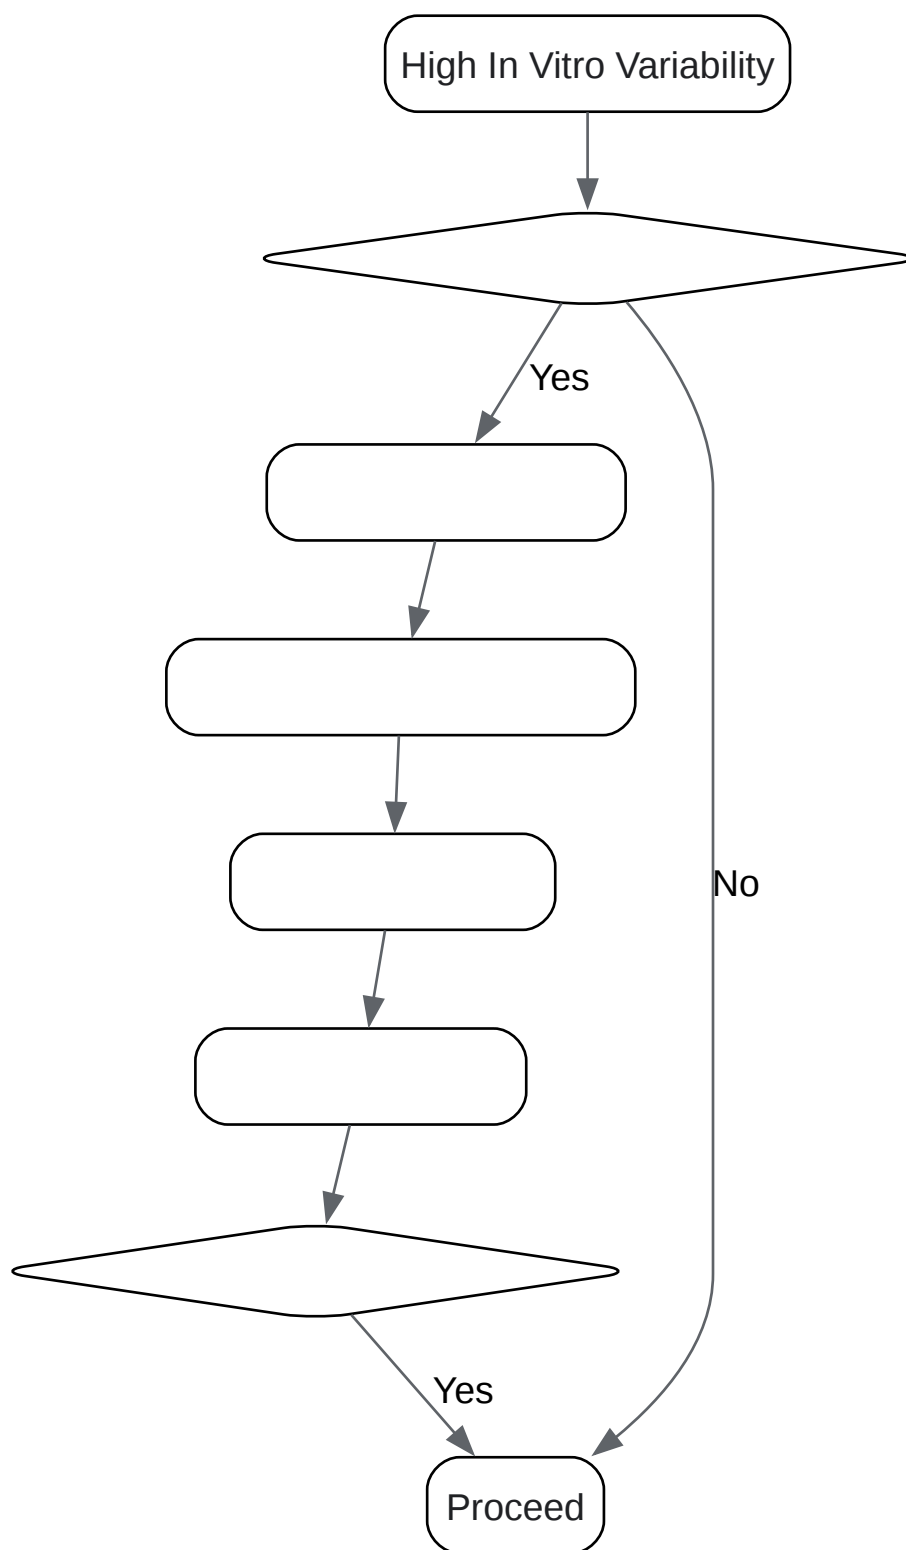 High In Vitro Variability
Yes
No
Yes
Proceed